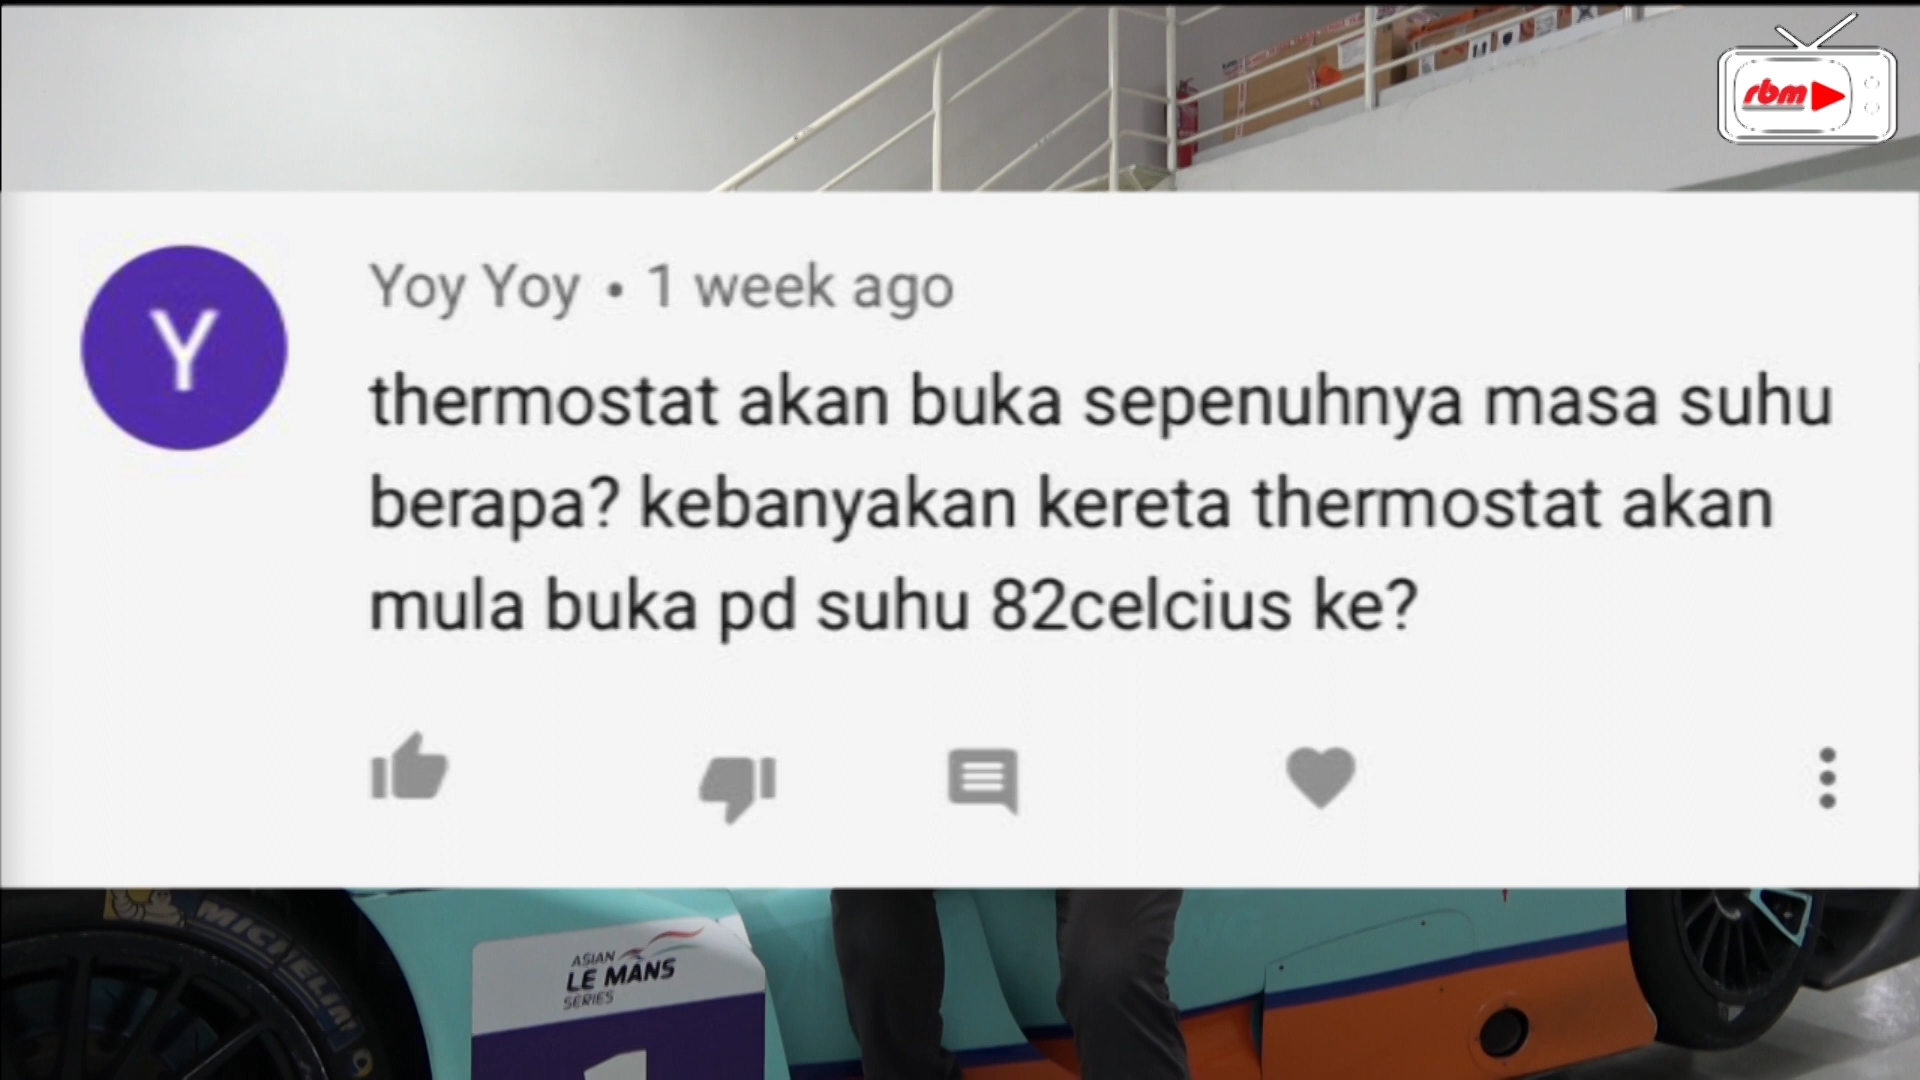 rbm
Y
Yoy Yoy • 1 week ago
thermostat akan buka sepenuhnya masa suhu
berapa? kebanyakan kereta thermostat akan
mula buka pd suhu 82celcius ke?
MICHELIN
ASIAN
LE MANS
SERIES
1